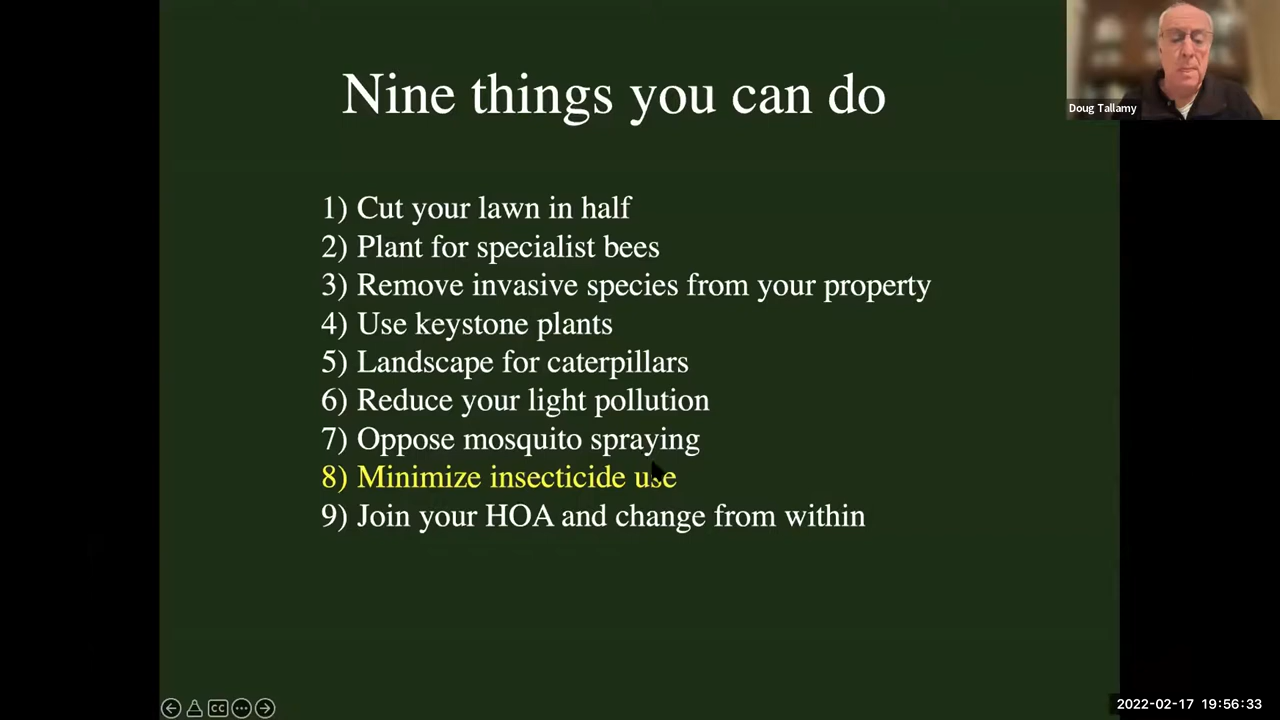 Nine things you can do
Doug Tallamy
1) Cut your lawn in half
2) Plant for specialist bees
3) Remove invasive species from your property
4) Use keystone plants
5) Landscape for caterpillars
6) Reduce your light pollution
7) Oppose mosquito spraying
8) Minimize insecticide use
9) Join your HOA and change from within
CC
2022-02-17 19:56:33